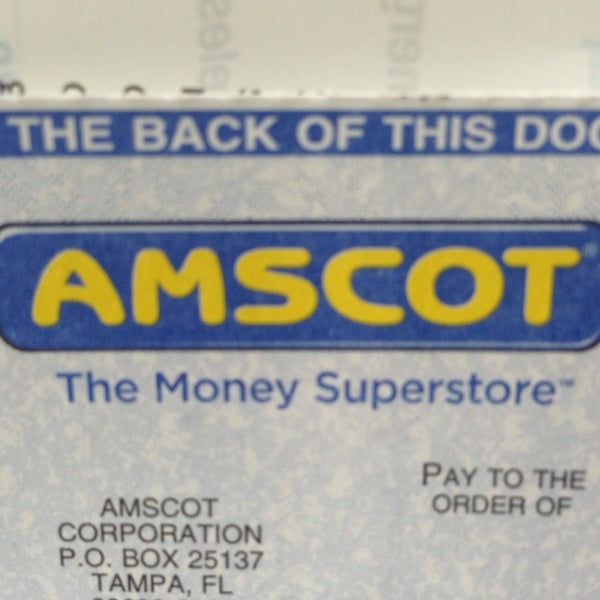 THE BACK OF THIS DOC
AMSCOT®
The Money Superstore™
PAY TO THE
ORDER OF
AMSCOT
CORPORATION
P.O. BOX 25137
TAMPA, FL